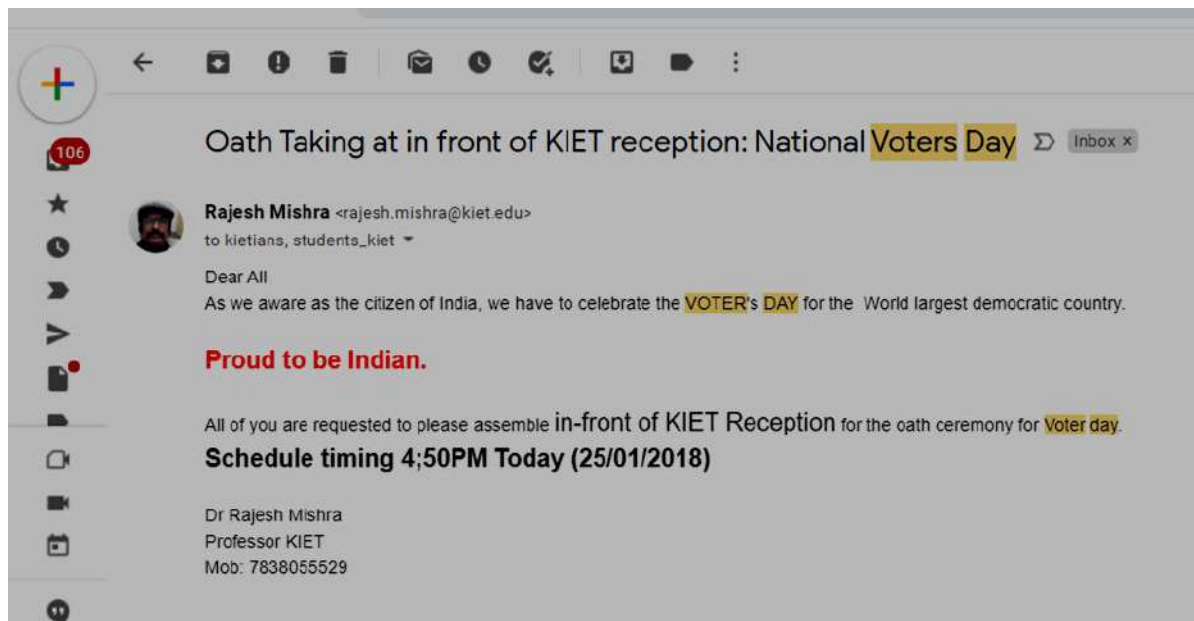 106
Oath Taking at in front of KIET reception: National Voters Day Inbox ×
Rajesh Mishra <rajesh.mishra@kiet.edu>
to kietians, students_kiet
Dear All
As we aware as the citizen of India, we have to celebrate the VOTER's DAY for the World largest democratic country.
Proud to be Indian.
All of you are requested to please assemble in-front of KIET Reception for the oath ceremony for Voter day.
Schedule timing 4;50PM Today (25/01/2018)
Dr Rajesh Mishra
Professor KIET
Mob: 7838055529